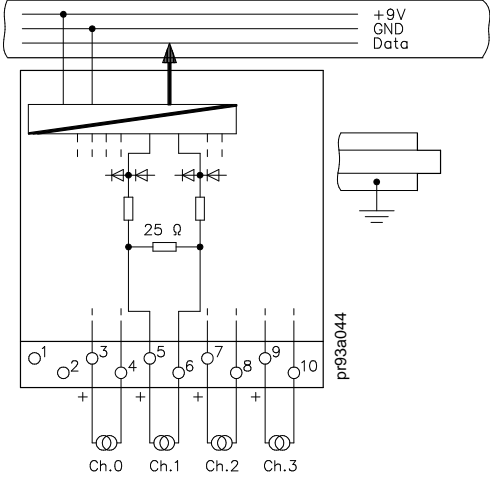 +9V
GND
Data
25 Ω
1 3 5 7 9
2 4 6 8 10
+ + + +
Ch.0 Ch.1 Ch.2 Ch.3
pr93a044